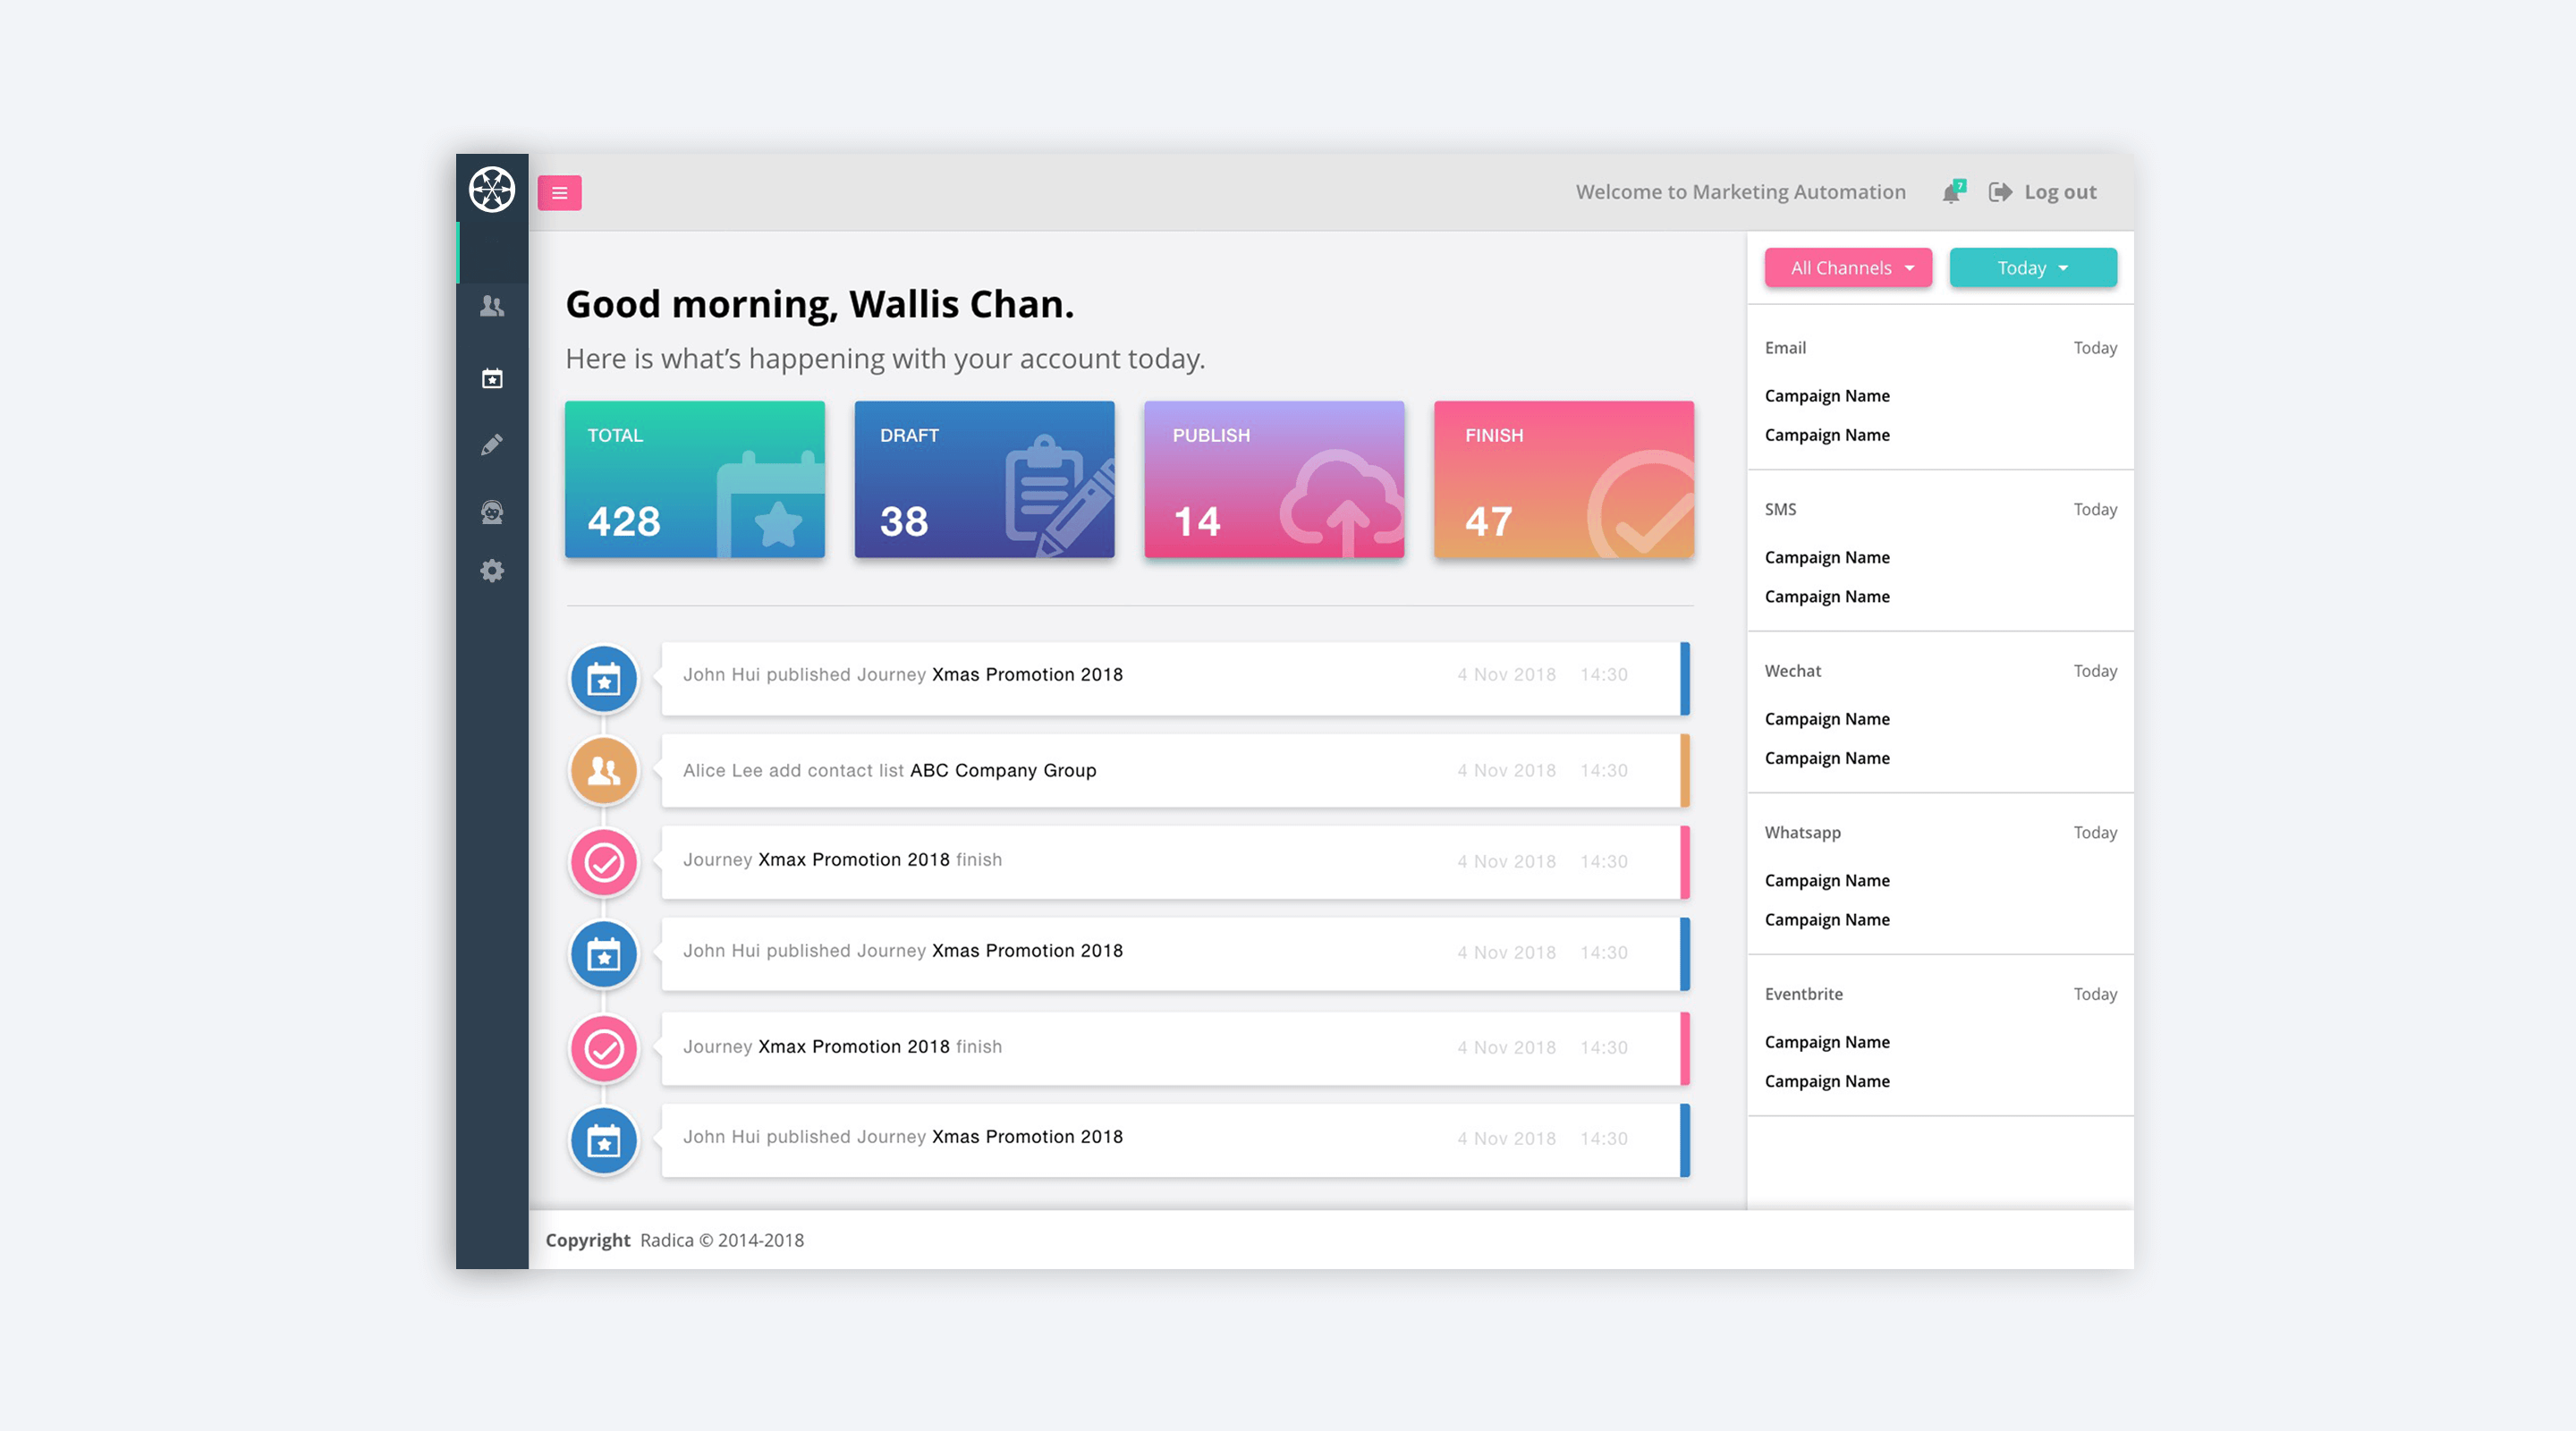 Welcome to Marketing Automation
7
Log out
Good morning, Wallis Chan.
Here is what's happening with your account today.
TOTAL
428
DRAFT
38
PUBLISH
14
FINISH
47
John Hui published Journey Xmas Promotion 2018 4 Nov 2018 14:30
Alice Lee add contact list ABC Company Group 4 Nov 2018 14:30
Journey Xmax Promotion 2018 finish 4 Nov 2018 14:30
John Hui published Journey Xmas Promotion 2018 4 Nov 2018 14:30
Journey Xmax Promotion 2018 finish 4 Nov 2018 14:30
John Hui published Journey Xmas Promotion 2018 4 Nov 2018 14:30
All Channels
Today
Email Today
Campaign Name
Campaign Name
SMS Today
Campaign Name
Campaign Name
Wechat Today
Campaign Name
Campaign Name
Whatsapp Today
Campaign Name
Campaign Name
Eventbrite Today
Campaign Name
Campaign Name
Copyright Radica © 2014-2018